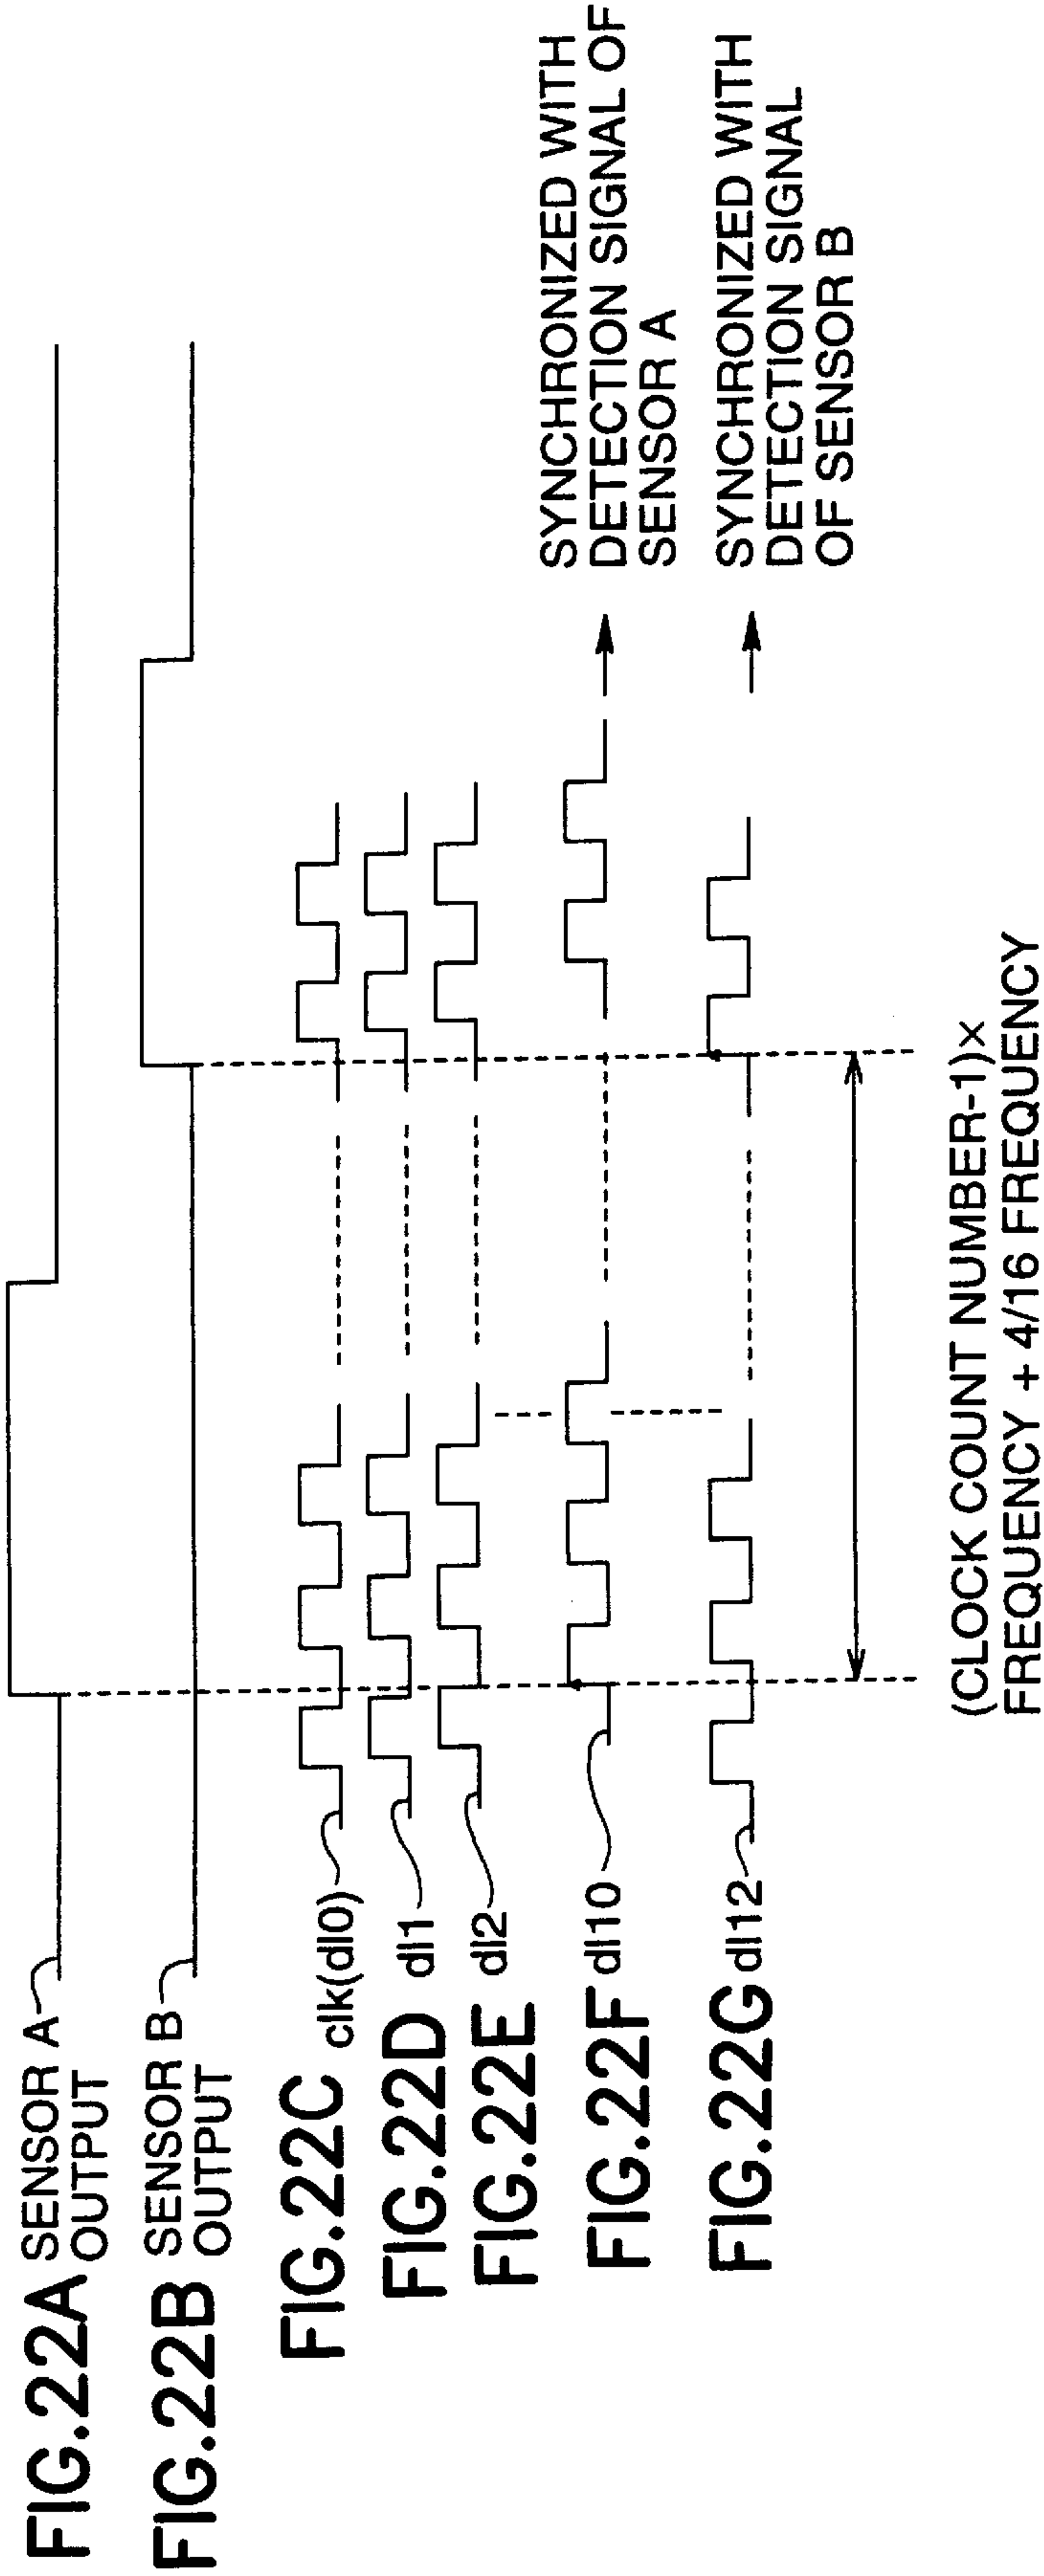 FIG.22A SENSOR A
OUTPUT
FIG.22B SENSOR B
OUTPUT
FIG.22C clk(dl0)
FIG.22D dl1
FIG.22E dl2
FIG.22F dl10
SYNCHRONIZED WITH
DETECTION SIGNAL OF
SENSOR A
FIG.22G dl12
SYNCHRONIZED WITH
DETECTION SIGNAL
OF SENSOR B
(CLOCK COUNT NUMBER-1)×
FREQUENCY + 4/16 FREQUENCY